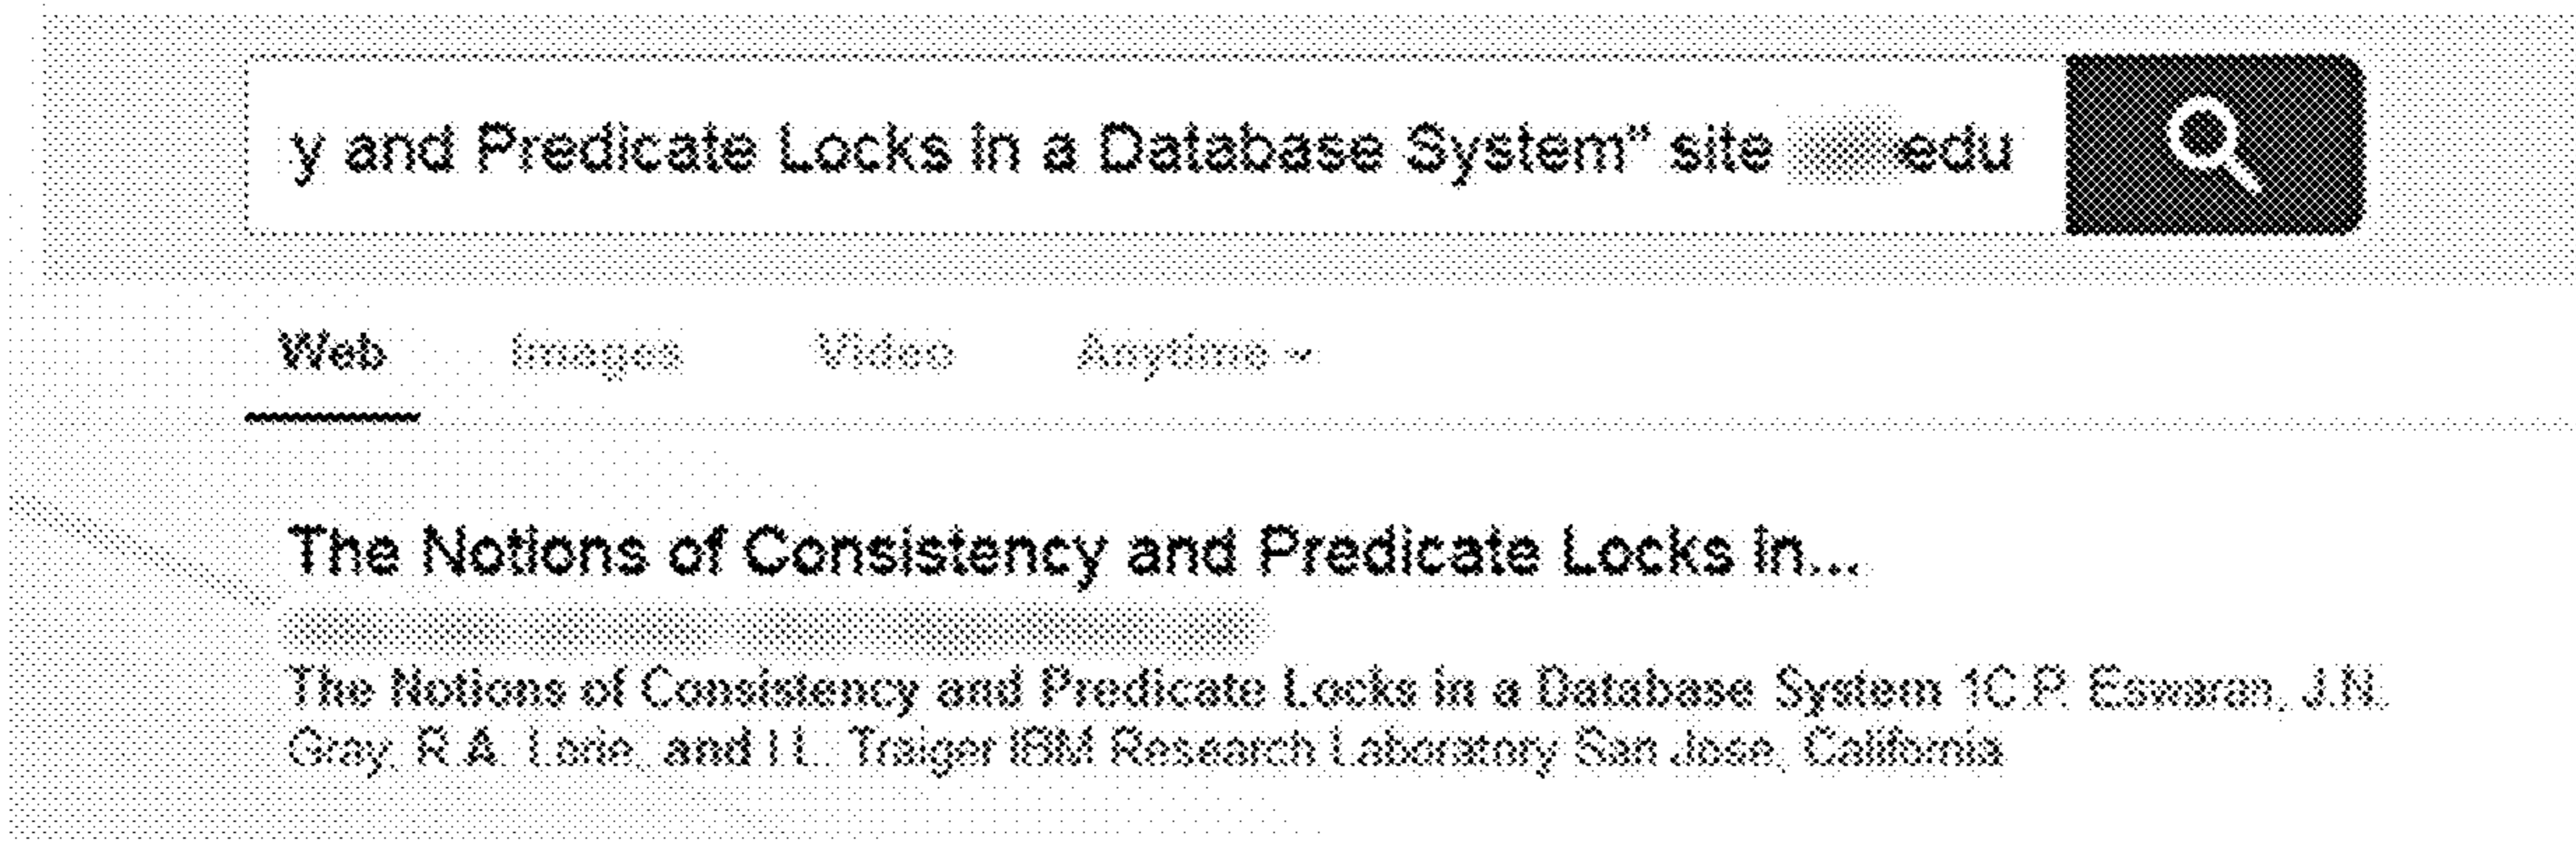 y and Predicate Locks in a Database System" site edu
Web Images Video Anytime
The Notions of Consistency and Predicate Locks in...
The Notions of Consistency and Predicate Locks in a Database System 1C.P. Eswaran, J.N.
Gray, R.A. Lorie, and I.L. Traiger IBM Research Laboratory San Jose, California